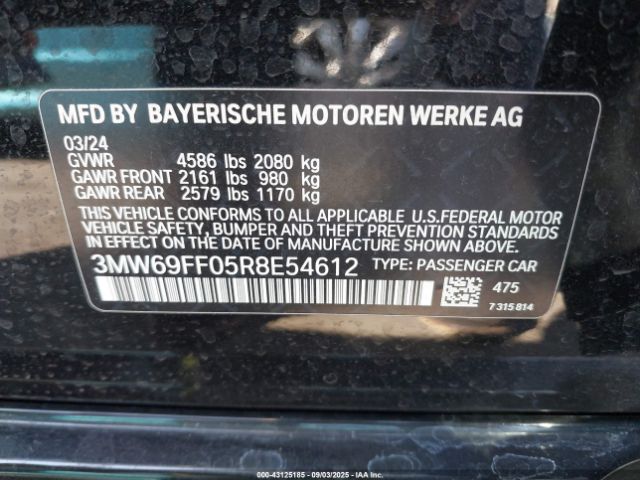 MFD BY BAYERISCHE MOTOREN WERKE AG
03/24
GVWR 4586 lbs 2080 kg
GAWR FRONT 2161 lbs 980 kg
GAWR REAR 2579 lbs 1170 kg
THIS VEHICLE CONFORMS TO ALL APPLICABLE U.S.FEDERAL MOTOR
VEHICLE SAFETY, BUMPER AND THEFT PREVENTION STANDARDS
IN EFFECT ON THE DATE OF MANUFACTURE SHOWN ABOVE.
3MW69FF05R8E54612 TYPE: PASSENGER CAR
475
7 315 814
000-43125185 - 09/03/2025 - © IAA Inc.